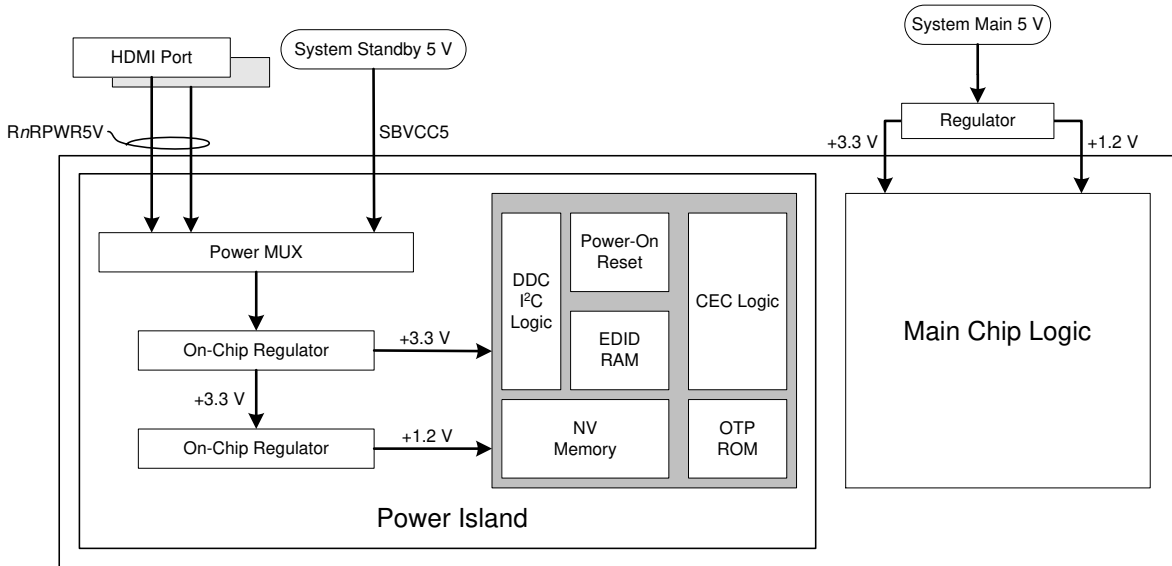 System Main 5 V
HDMI Port
System Standby 5 V
RnRPWR5V
SBVCC5
Regulator
+3.3 V
+1.2 V
Power MUX
DDC
I²C
Logic
Power-On
Reset
CEC Logic
EDID
RAM
On-Chip Regulator
+3.3 V
+3.3 V
On-Chip Regulator
+1.2 V
NV
Memory
OTP
ROM
Main Chip Logic
Power Island